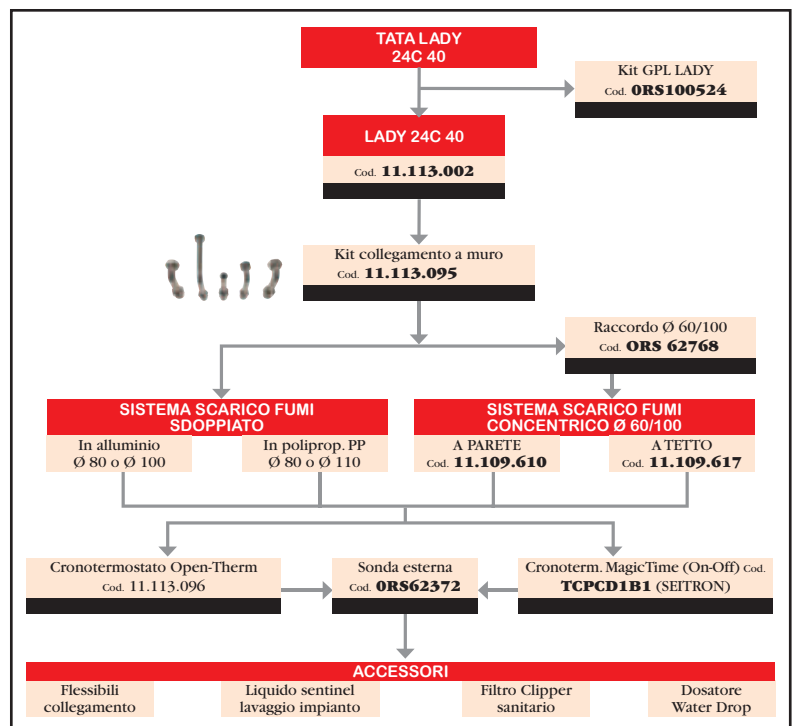 TATA LADY
24C 40
Kit GPL LADY
Cod. 0RS100524
LADY 24C 40
Cod. 11.113.002
Kit collegamento a muro
Cod. 11.113.095
Raccordo Ø 60/100
Cod. ORS 62768
SISTEMA SCARICO FUMI
SDOPPIATO
SISTEMA SCARICO FUMI
CONCENTRICO Ø 60/100
In alluminio
Ø 80 o Ø 100
In poliprop. PP
Ø 80 o Ø 110
A PARETE
Cod. 11.109.610
A TETTO
Cod. 11.109.617
Cronotermostato Open-Therm
Cod. 11.113.096
Sonda esterna
Cod. 0RS62372
Cronoterm. MagicTime (On-Off) Cod.
TCPCD1B1 (SEITRON)
ACCESSORI
Flessibili
collegamento
Liquido sentinel
lavaggio impianto
Filtro Clipper
sanitario
Dosatore
Water Drop